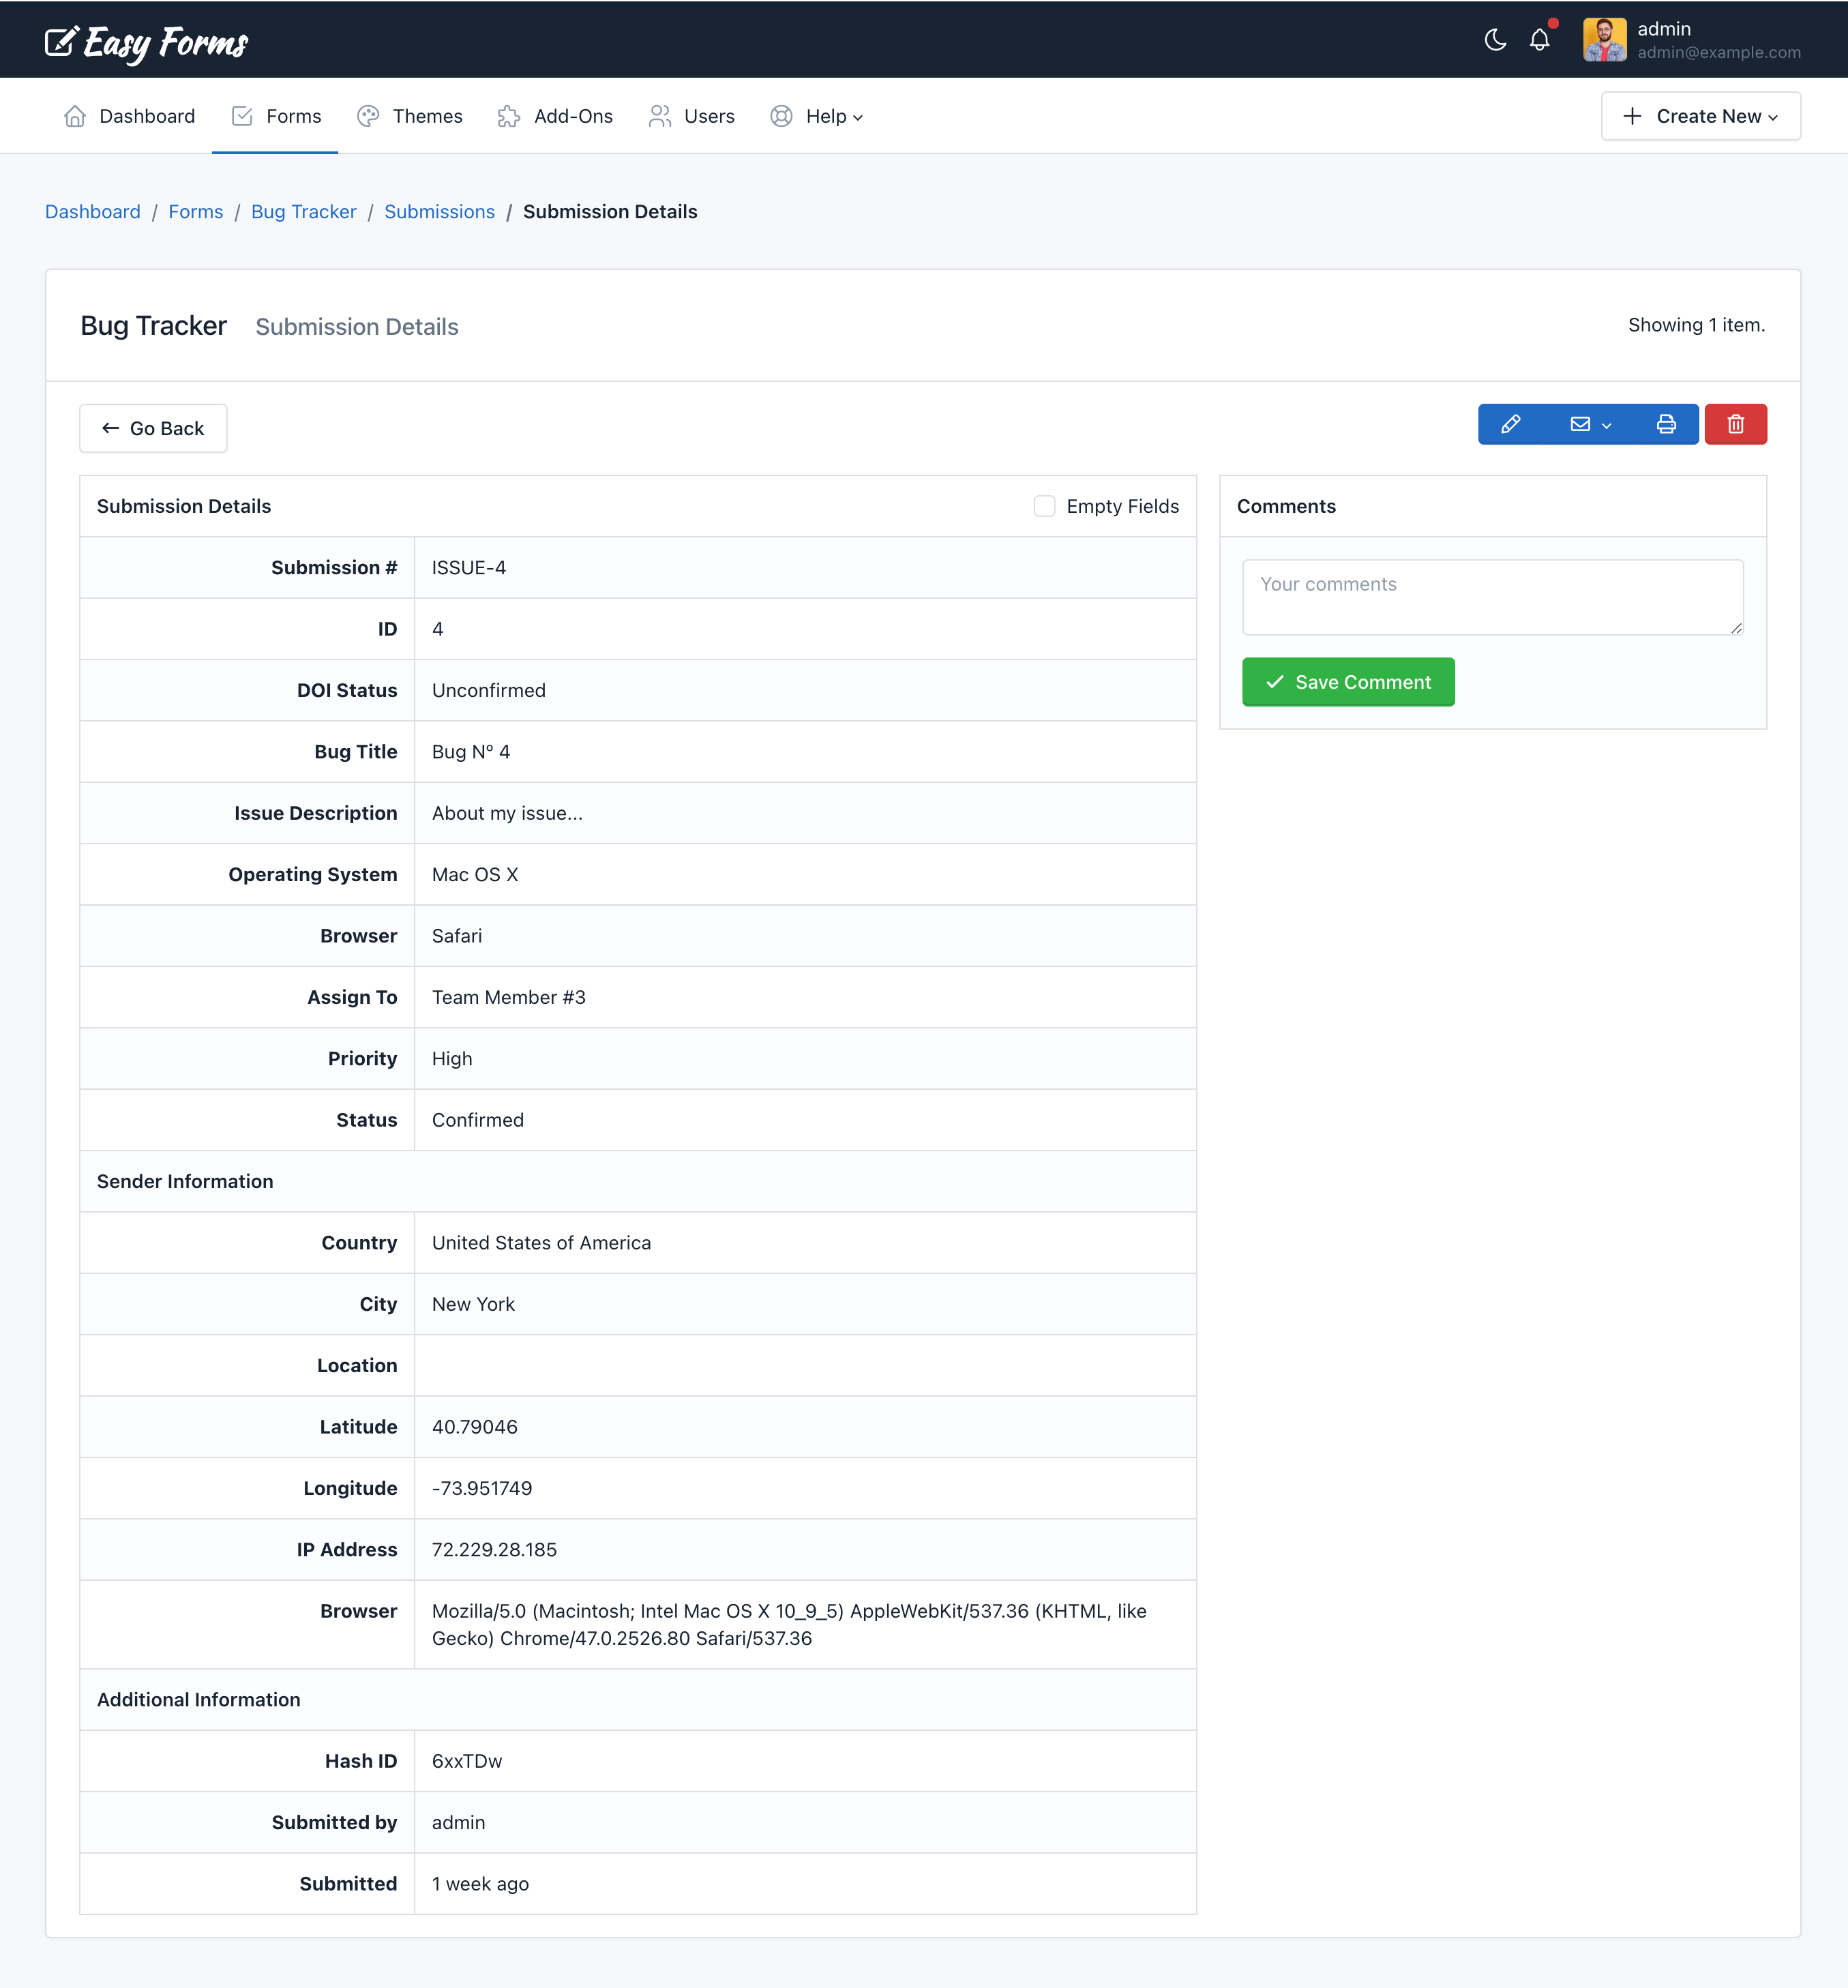 Easy Forms
admin
admin@example.com
Dashboard
Forms
Themes
Add-Ons
Users
Help
Create New
Dashboard / Forms / Bug Tracker / Submissions / Submission Details
Bug Tracker Submission Details
Showing 1 item.
Go Back
Submission Details
Empty Fields
Submission # ISSUE-4
ID 4
DOI Status Unconfirmed
Bug Title Bug Nº 4
Issue Description About my issue...
Operating System Mac OS X
Browser Safari
Assign To Team Member #3
Priority High
Status Confirmed
Sender Information
Country United States of America
City New York
Location
Latitude 40.79046
Longitude -73.951749
IP Address 72.229.28.185
Browser Mozilla/5.0 (Macintosh; Intel Mac OS X 10_9_5) AppleWebKit/537.36 (KHTML, like
Gecko) Chrome/47.0.2526.80 Safari/537.36
Additional Information
Hash ID 6xxTDw
Submitted by admin
Submitted 1 week ago
Comments
Your comments
Save Comment